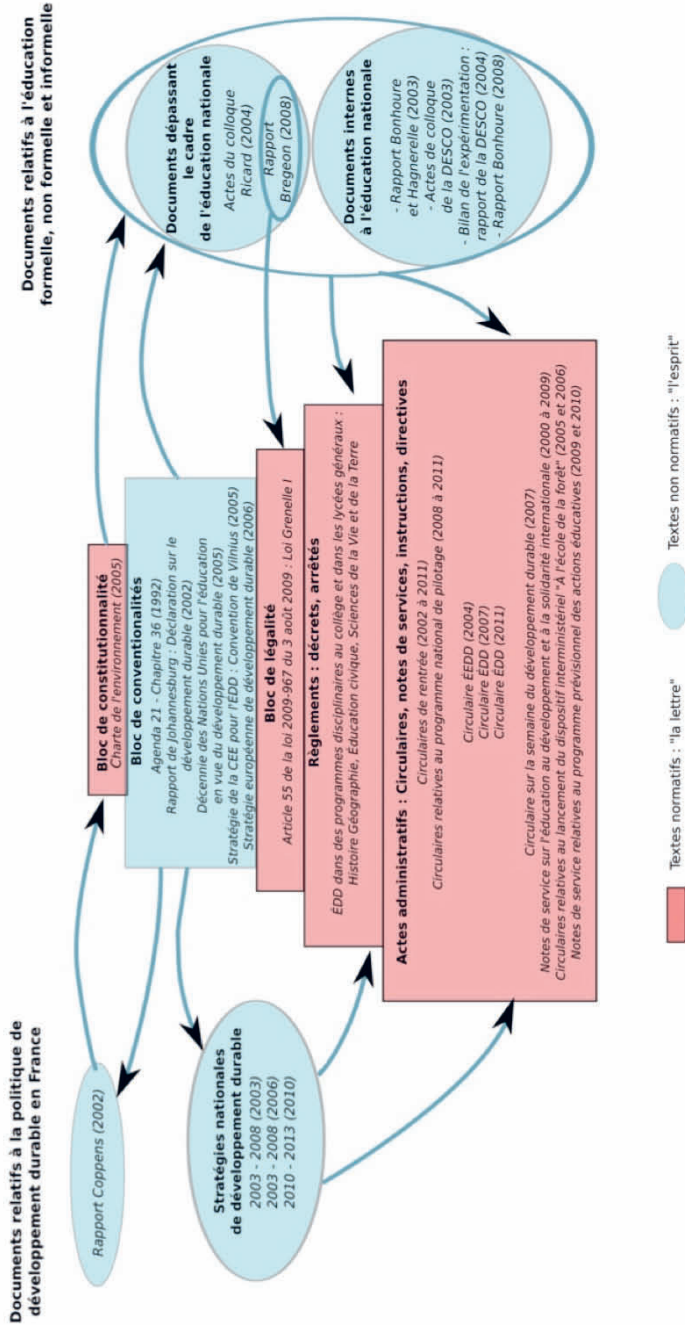 Documents relatifs à la politique de
développement durable en France
Rapport Coppens (2002)
Stratégies nationales
de développement durable
2003 - 2008 (2003)
2003 - 2008 (2006)
2010 - 2013 (2010)
Bloc de constitutionnalité
Charte de l'environnement (2005)
Bloc de conventionalités
Agenda 21 - Chapitre 36 (1992)
Rapport de Johannesburg : Déclaration sur le
développement durable (2002)
Décennie des Nations Unies pour l'éducation
en vue du développement durable (2005)
Stratégie de la CEE pour l'ÉDD : Convention de Vilnius (2005)
Stratégie européenne de développement durable (2006)
Bloc de légalité
Article 55 de la loi 2009-967 du 3 août 2009 : Loi Grenelle I
Règlements : décrets, arrêtés
ÉDD dans des programmes disciplinaires au collège et dans les lycées généraux :
Histoire Géographie, Éducation civique, Sciences de la Vie et de la Terre
Actes administratifs : Circulaires, notes de services, instructions, directives
Circulaires de rentrée (2002 à 2011)
Circulaires relatives au programme national de pilotage (2008 à 2011)
Circulaire ÉEDD (2004)
Circulaire ÉDD (2007)
Circulaire ÉDD (2011)
Circulaire sur la semaine du développement durable (2007)
Notes de service sur l'éducation au développement et à la solidarité internationale (2000 à 2009)
Circulaires relatives au lancement du dispositif interministériel "À l'école de la forêt" (2005 et 2006)
Notes de service relatives au programme prévisionnel des actions éducatives (2009 et 2010)
Documents relatifs à l'éducation
formelle, non formelle et informelle
Documents dépassant
le cadre
de l'éducation nationale
Actes du colloque
Ricard (2004)
Rapport
Bregeon (2008)
Documents internes
à l'éducation nationale
- Rapport Bonhoure
et Hagnerelle (2003)
- Actes de colloque
de la DESCO (2003)
- Bilan de l'expérimentation :
rapport de la DESCO (2004)
- Rapport Bonhoure (2008)
Textes normatifs : "la lettre"
Textes non normatifs : "l'esprit"